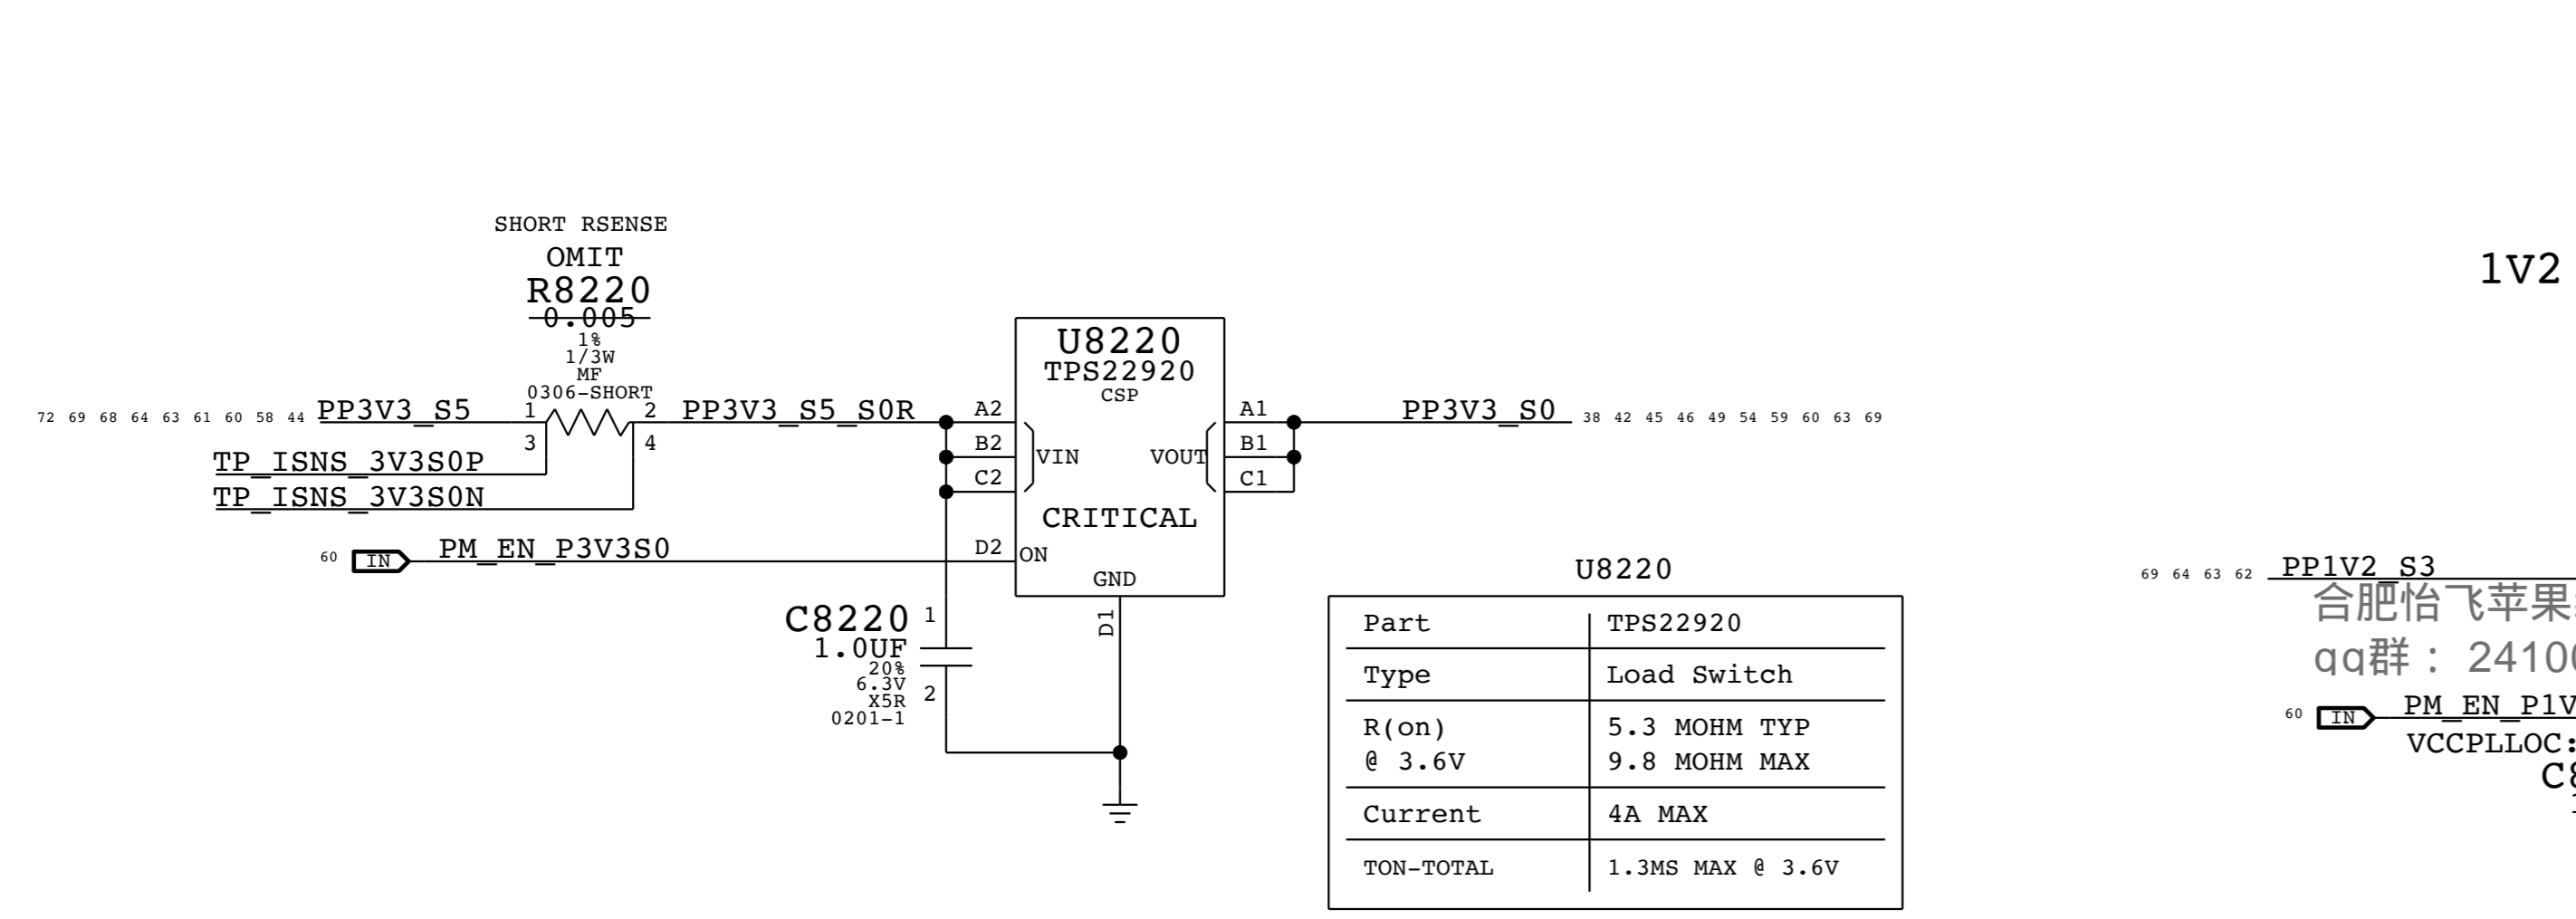 SHORT RSENSE
OMIT
R8220
0.005
1%
1/3W
MF
0306-SHORT
72 69 68 64 63 61 60 58 44 PP3V3_S5
1
2
3
4
PP3V3_S5_S0R
TP_ISNS_3V3S0P
TP_ISNS_3V3S0N
60 IN PM_EN_P3V3S0
U8220
TPS22920
CSP
A2
B2
C2
VIN
VOUT
A1
B1
C1
CRITICAL
D2 ON
GND
D1
PP3V3_S0 38 42 45 46 49 54 59 60 63 69
C8220 1
1.0UF
20%
6.3V
X5R 2
0201-1
U8220
Part TPS22920
Type Load Switch
R(on) 5.3 MOHM TYP
@ 3.6V 9.8 MOHM MAX
Current 4A MAX
TON-TOTAL 1.3MS MAX @ 3.6V
1V2
69 64 63 62 PP1V2_S3
合肥怡飞苹果
qq群： 2410
60 IN PM_EN_P1V
VCCPLLOC:
C8